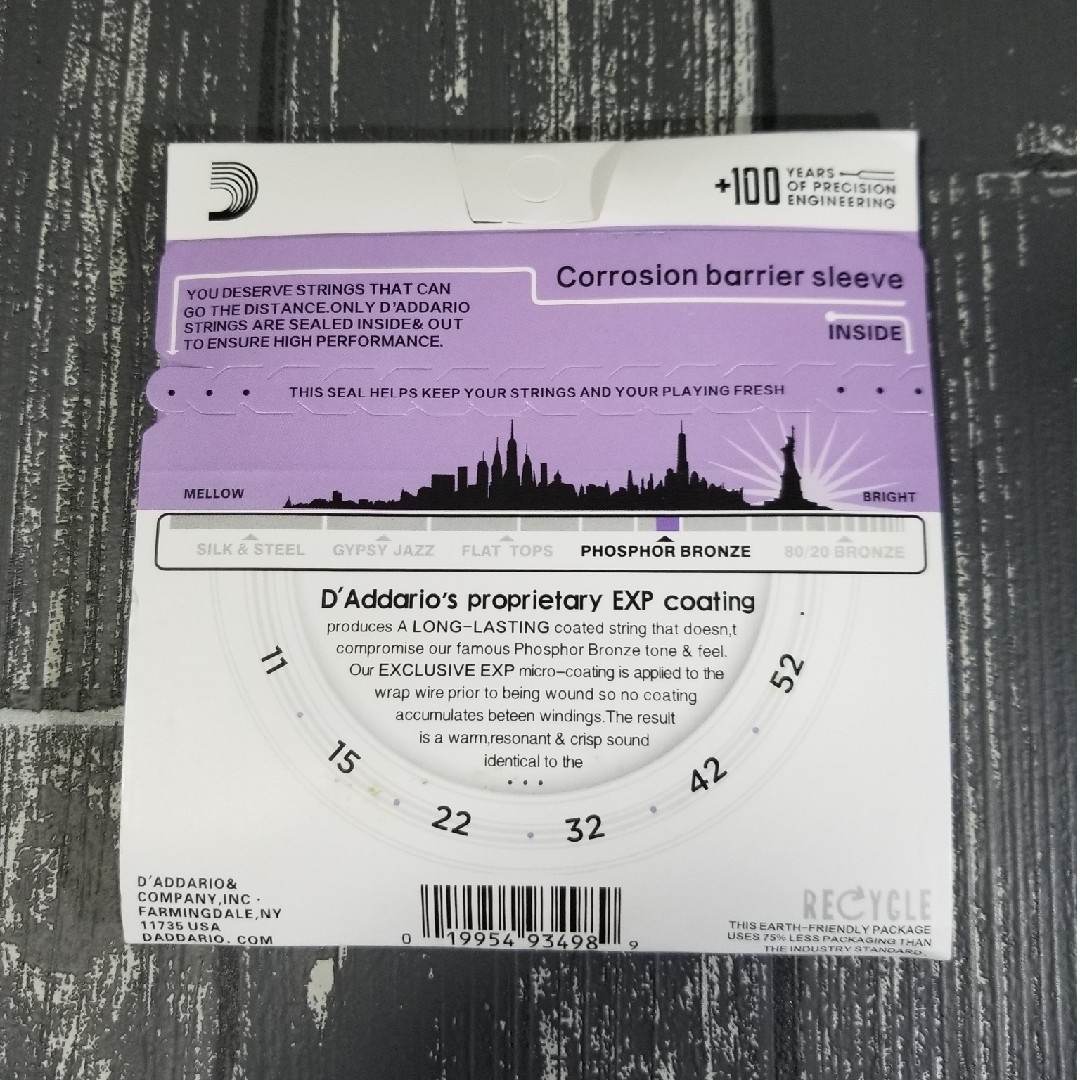 +100 YEARS
OF PRECISION
ENGINEERING
Corrosion barrier sleeve
INSIDE
YOU DESERVE STRINGS THAT CAN
GO THE DISTANCE.ONLY D'ADDARIO
STRINGS ARE SEALED INSIDE& OUT
TO ENSURE HIGH PERFORMANCE.
THIS SEAL HELPS KEEP YOUR STRINGS AND YOUR PLAYING FRESH
MELLOW
BRIGHT
SILK & STEEL GYPSY JAZZ FLAT TOPS PHOSPHOR BRONZE 80/20 BRONZE
D'Addario's proprietary EXP coating
produces A LONG-LASTING coated string that doesn,t
compromise our famous Phosphor Bronze tone & feel.
Our EXCLUSIVE EXP micro-coating is applied to the
wrap wire prior to being wound so no coating
accumulates beteen windings.The result
is a warm,resonant & crisp sound
identical to the
...
11
15
22
32
42
52
D'ADDARIO&
COMPANY,INC ·
FARMINGDALE,NY
11735 USA
DADDARIO. COM
0 19954 93498 9
RECYCLE
THIS EARTH-FRIENDLY PACKAGE
USES 75% LESS PACKAGING THAN
THE INDUSTRY STANDARD.